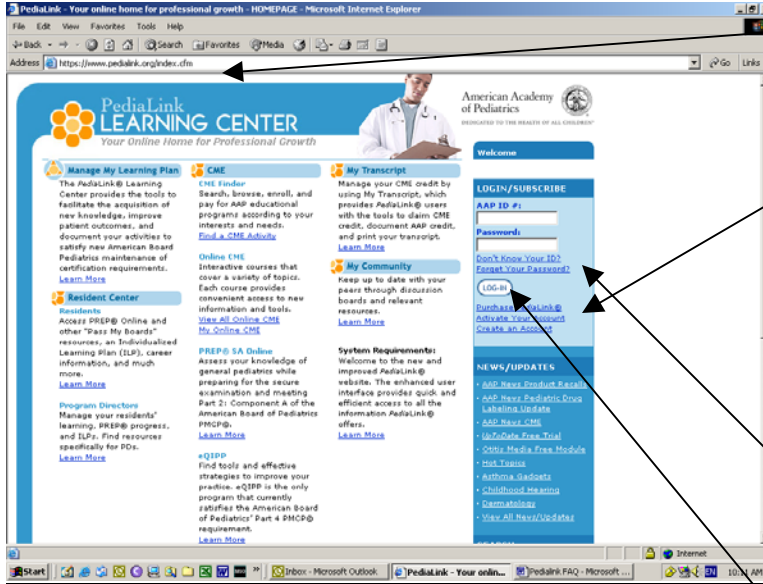 PediaLink - Your online home for professional growth - HOMEPAGE - Microsoft Internet Explorer
File Edit View Favorites Tools Help
Back Search Favorites Media
Address https://www.pedialink.org/index.cfm Go Links
PediaLink
LEARNING CENTER
Your Online Home for Professional Growth
American Academy
of Pediatrics
DEDICATED TO THE HEALTH OF ALL CHILDREN
Manage My Learning Plan
The PediaLink® Learning
Center provides the tools to
facilitate the acquisition of
new knowledge, improve
patient outcomes, and
document your activities to
satisfy new American Board
Pediatrics maintenance of
certification requirements.
Learn More
Resident Center
Residents
Access PREP® Online and
other "Pass My Boards"
resources, an Individualized
Learning Plan (ILP), career
information, and much
more.
Learn More
Program Directors
Manage your residents'
learning, PREP® progress,
and ILPs. Find resources
specifically for PDs.
Learn More
CME
CME Finder
Search, browse, enroll, and
pay for AAP educational
programs according to your
interests and needs.
Find a CME Activity
Online CME
Interactive courses that
cover a variety of topics.
Each course provides
convenient access to new
information and tools.
View All Online CME
My Online CME
PREP® SA Online
Assess your knowledge of
general pediatrics while
preparing for the secure
examination and meeting
Part 2: Component A of the
American Board of Pediatrics
PMCP®.
Learn More
eQIPP
Find tools and effective
strategies to improve your
practice. eQIPP is the only
program that currently
satisfies the American Board
of Pediatrics' Part 4 PMCP®
requirement.
Learn More
My Transcript
Manage your CME credit by
using My Transcript, which
provides PediaLink® users
with the tools to claim CME
credit, document AAP credit,
and print your transcript.
Learn More
My Community
Keep up to date with your
peers through discussion
boards and relevant
resources.
Learn More
System Requirements:
Welcome to the new and
improved PediaLink®
website. The enhanced user
interface provides quick and
efficient access to all the
information PediaLink®
offers.
Learn More
Welcome
LOGIN/SUBSCRIBE
AAP ID #:
Password:
Don't Know Your ID?
Forget Your Password?
LOG-IN
Purchase PediaLink®
Activate Your Account
Create an Account
NEWS/UPDATES
· AAP News Product Recalls
· AAP News Pediatric Drug
Labeling Update
· AAP News CME
· UpToDate Free Trial
· Otitis Media Free Module
· Hot Topics
· Asthma Gadgets
· Childhood Hearing
· Dermatology
· View All News/Updates
SEARCH
Internet
Start Inbox - Microsoft Outlook PediaLink - Your onlin... Pedialink FAQ - Microsoft ... EN AM